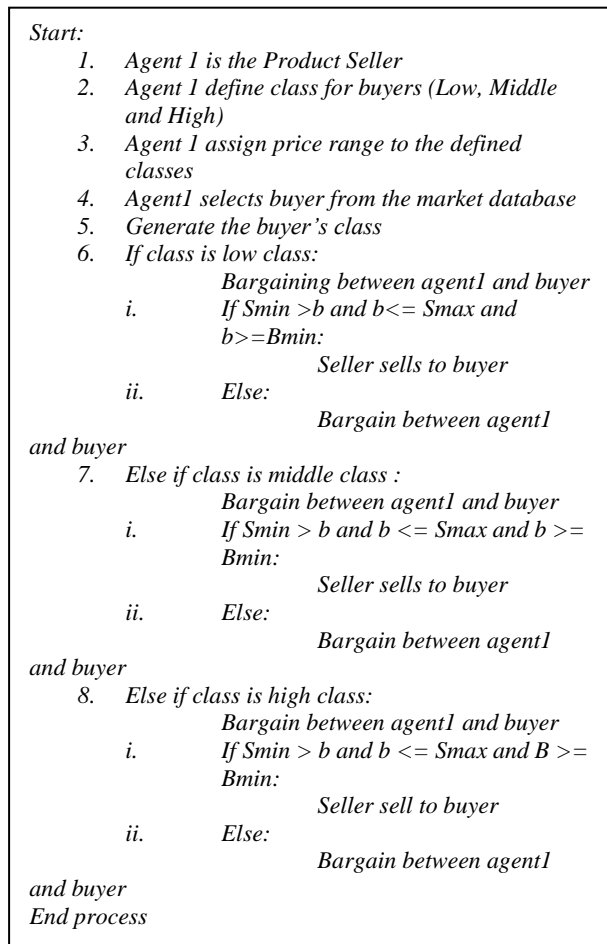 Start:
1. Agent 1 is the Product Seller
2. Agent 1 define class for buyers (Low, Middle
and High)
3. Agent 1 assign price range to the defined
classes
4. Agent1 selects buyer from the market database
5. Generate the buyer's class
6. If class is low class:
Bargaining between agent1 and buyer
i. If Smin >b and b<= Smax and
b>=Bmin:
Seller sells to buyer
ii. Else:
Bargain between agent1
and buyer
7. Else if class is middle class :
Bargain between agent1 and buyer
i. If Smin > b and b <= Smax and b >=
Bmin:
Seller sells to buyer
ii. Else:
Bargain between agent1
and buyer
8. Else if class is high class:
Bargain between agent1 and buyer
i. If Smin > b and b <= Smax and B >=
Bmin:
Seller sell to buyer
ii. Else:
Bargain between agent1
and buyer
End process